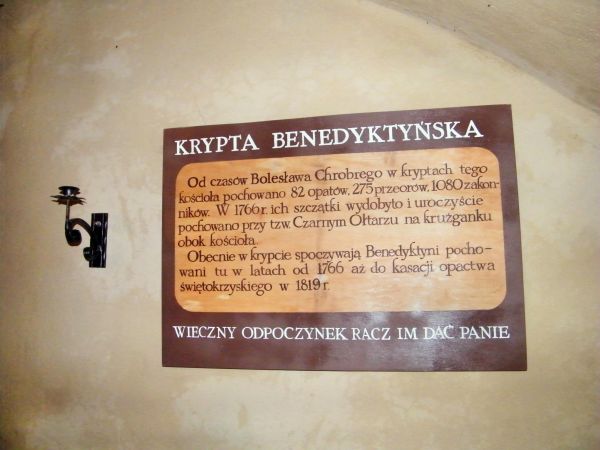 KRYPTA BENEDYKTYŃSKA
Od czasów Bolesława Chrobrego w kryptach tego
kościoła pochowano 82 opatów, 275 przeorów, 1080 zakon-
ników. W 1766 r. ich szczątki wydobyto i uroczyście
pochowano przy tzw. Czarnym Ołtarzu na krużganku
obok kościoła.
Obecnie w krypcie spoczywają Benedyktyni pocho-
wani tu w latach od 1766 aż do kasacji opactwa
świętokrzyskiego w 1819 r.
WIECZNY ODPOCZYNEK RACZ IM DAĆ PANIE